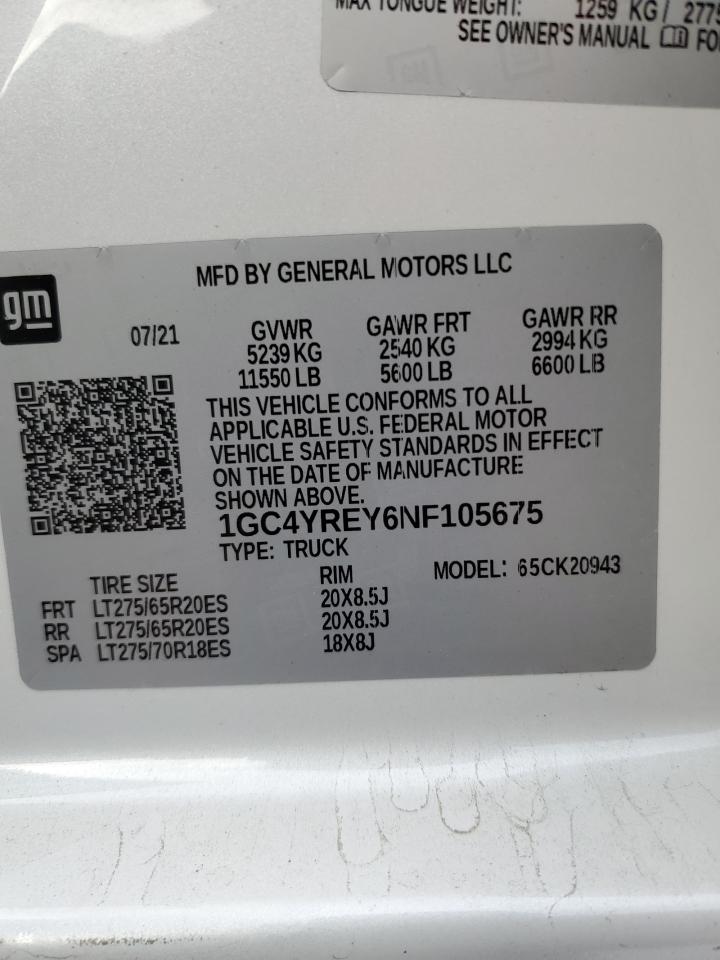 MAX TONGUE WEIGHT: 1259 KG/ 2775
SEE OWNER'S MANUAL FO
gm
MFD BY GENERAL MOTORS LLC
07/21
GVWR GAWR FRT GAWR RR
5239 KG 2540 KG 2994 KG
11550 LB 5600 LB 6600 LB
THIS VEHICLE CONFORMS TO ALL
APPLICABLE U.S. FEDERAL MOTOR
VEHICLE SAFETY STANDARDS IN EFFECT
ON THE DATE OF MANUFACTURE
SHOWN ABOVE.
1GC4YREY6NF105675
TYPE: TRUCK
TIRE SIZE RIM MODEL: 65CK20943
FRT LT275/65R20ES 20X8.5J
RR LT275/65R20ES 20X8.5J
SPA LT275/70R18ES 18X8J